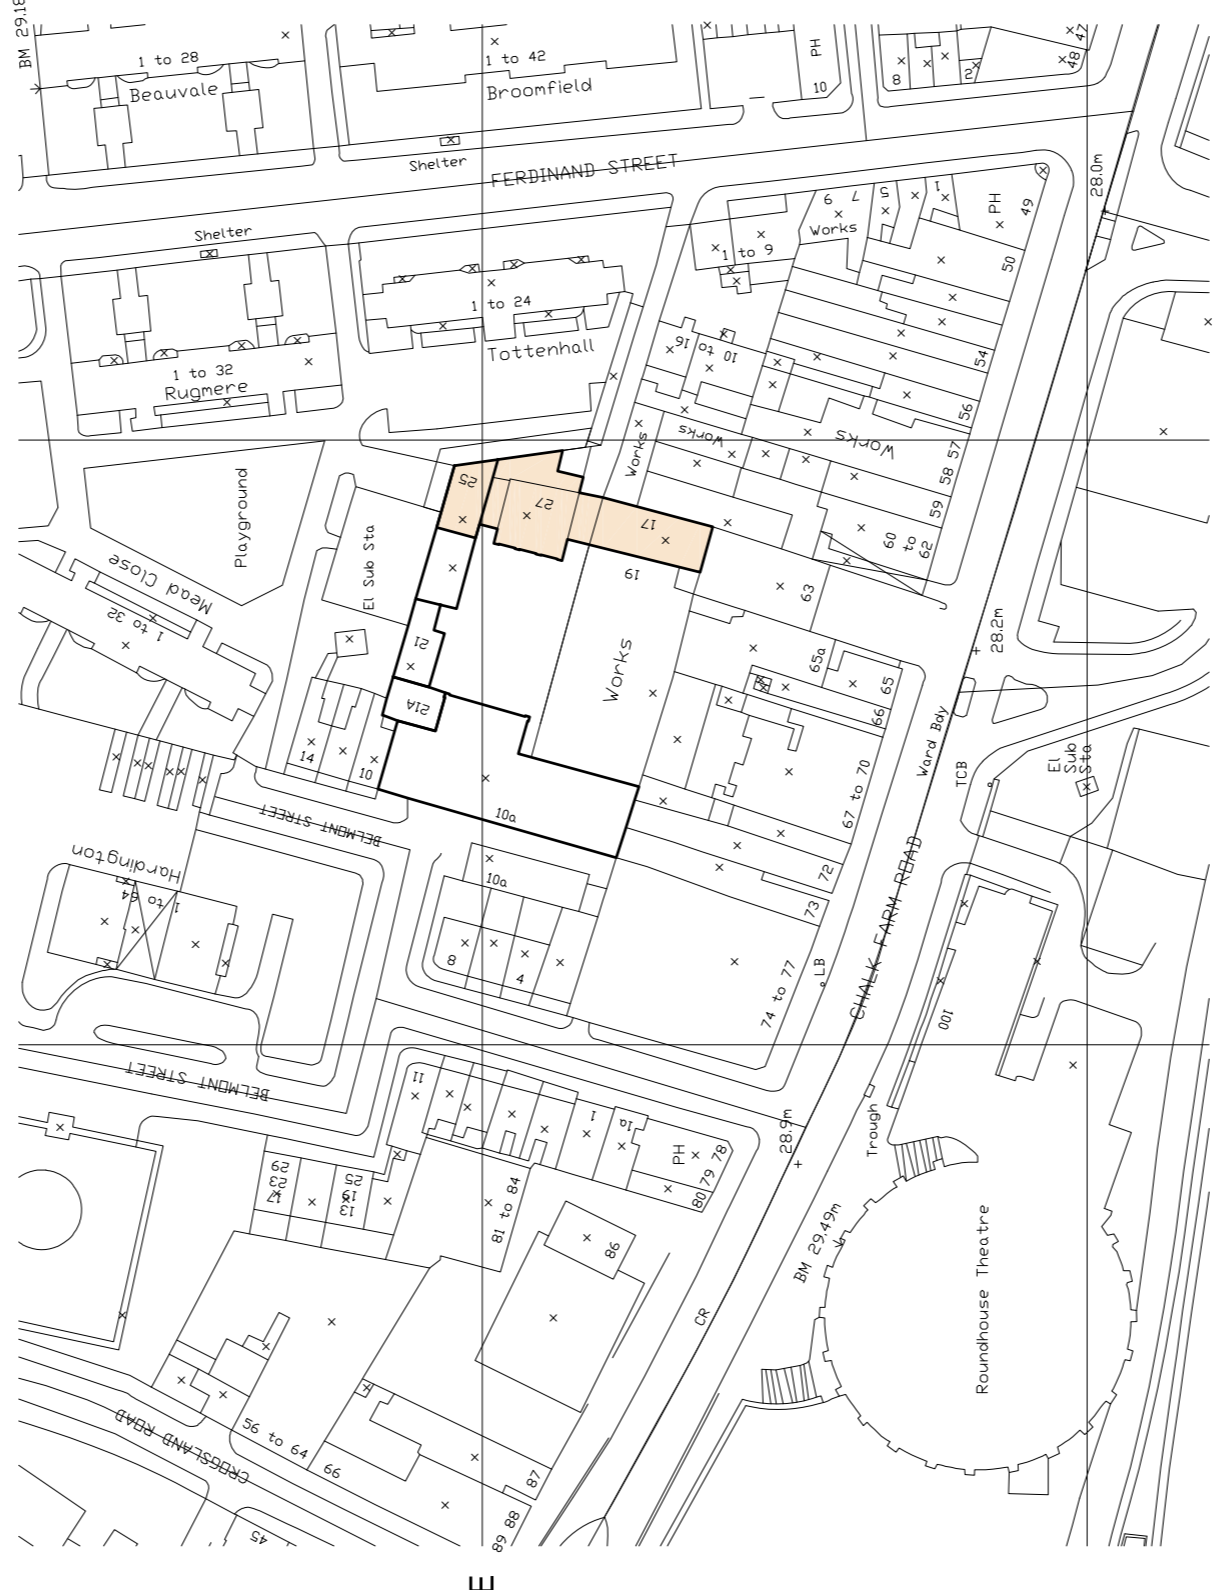 BM 29.18
1 to 28
Beauvale
1 to 42
Broomfield
PH
10
8
2
47
48
Shelter
FERDINAND STREET
28.0m
Shelter
1 to 24
Tottenhall
1 to 32
Rugmere
1 to 9
9
7
Works
5
1
PH
49
50
54
56
57
58
59
60
to
62
10 to 16
Works
Works
Works
Playground
El Sub Sta
Mead Close
1 to 32
25
27
17
19
21
21A
Works
63
65a
65
66
28.2m
Ward Bdy
TCB
El
Sub
Sta
14
10
10a
BELMONT STREET
67 to 70
72
73
Hardington
1 to 64
10a
8
4
74 to 77
LB
CHALK FARM ROAD
100
BELMONT STREET
11
1
1a
PH
78
79
80
28.9m
Trough
29
23
17
25
19
13
81 to 84
86
BM 29.49m
Roundhouse Theatre
CR
CROGSLAND ROAD
56 to 64
66
87
88
89
45
E